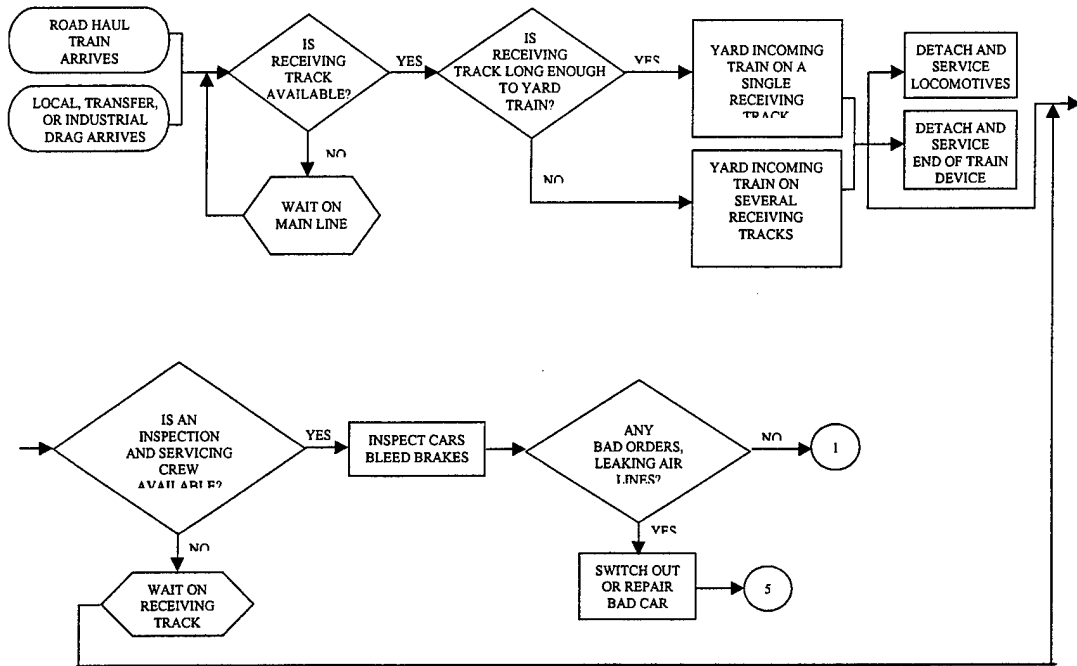 ROAD HAUL
TRAIN
ARRIVES
LOCAL, TRANSFER,
OR INDUSTRIAL
DRAG ARRIVES
IS
RECEIVING
TRACK
AVAILABLE?
YES
NO
WAIT ON
MAIN LINE
IS
RECEIVING
TRACK LONG ENOUGH
TO YARD
TRAIN?
YES
NO
YARD INCOMING
TRAIN ON A
SINGLE
RECEIVING
TRACK
YARD INCOMING
TRAIN ON
SEVERAL
RECEIVING
TRACKS
DETACH AND
SERVICE
LOCOMOTIVES
DETACH AND
SERVICE
END OF TRAIN
DEVICE
IS AN
INSPECTION
AND SERVICING
CREW
AVAILABLE?
YES
NO
WAIT ON
RECEIVING
TRACK
INSPECT CARS
BLEED BRAKES
ANY
BAD ORDERS,
LEAKING AIR
LINES?
NO
1
YES
SWITCH OUT
OR REPAIR
BAD CAR
5